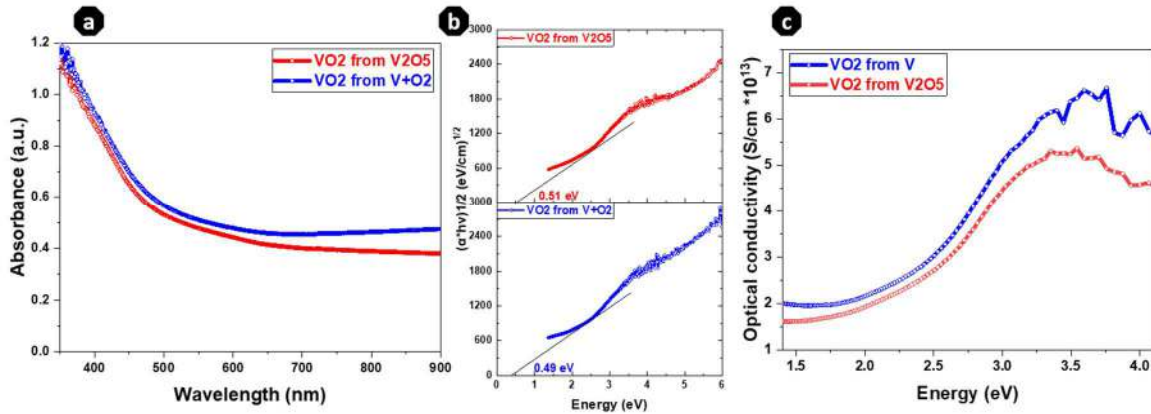 a
1.2
1.0
0.8
0.6
0.4
0.2
0.0
Absorbance (a.u.)
VO2 from V2O5
VO2 from V+O2
400
500
600
700
800
900
Wavelength (nm)
b
(α*hv)1/2 (eV/cm)1/2
3000
2400
1800
1200
600
VO2 from V2O5
0.51 eV
3000
2400
1800
1200
600
0
VO2 from V+O2
0.49 eV
1
2
3
4
5
6
Energy (eV)
c
Optical conductivity (S/cm *1013)
7
6
5
4
3
2
1
VO2 from V
VO2 from V2O5
1.5
2.0
2.5
3.0
3.5
4.0
Energy (eV)